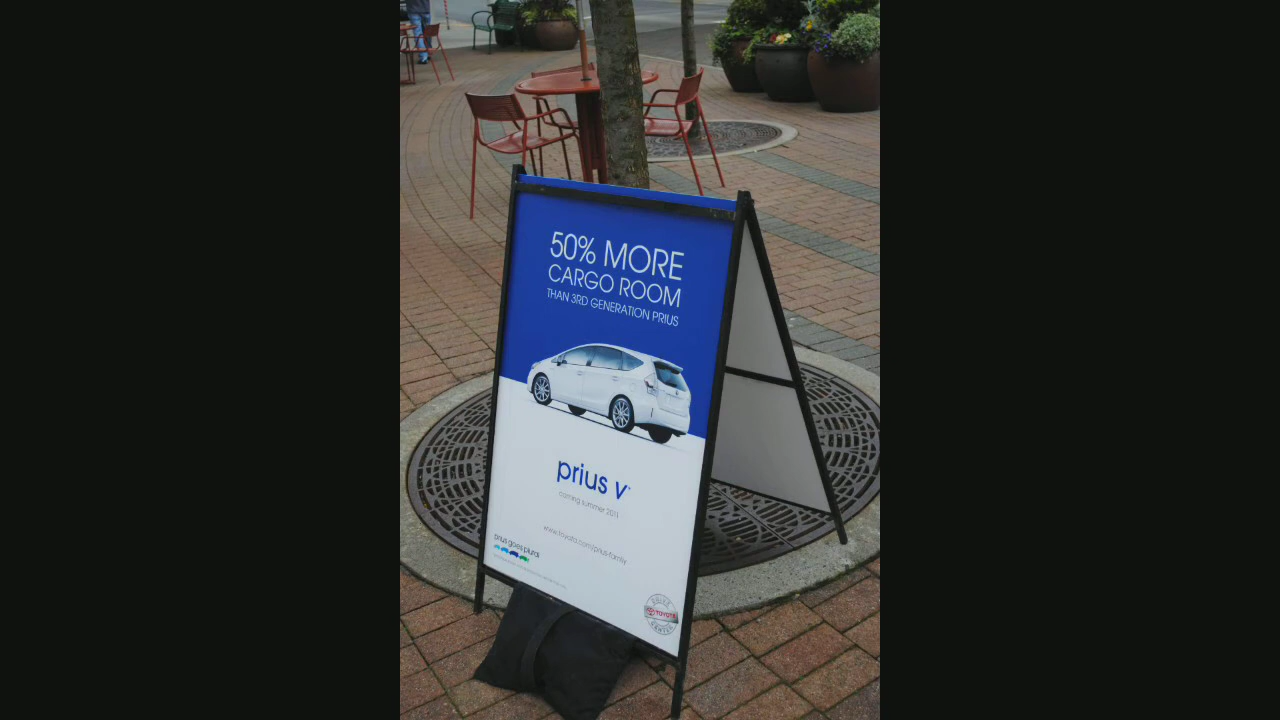 50% MORE
CARGO ROOM
THAN 3RD GENERATION PRIUS
prius v
coming summer 2011
www.toyota.com/prius-family
prius goes plural
TOYOTA